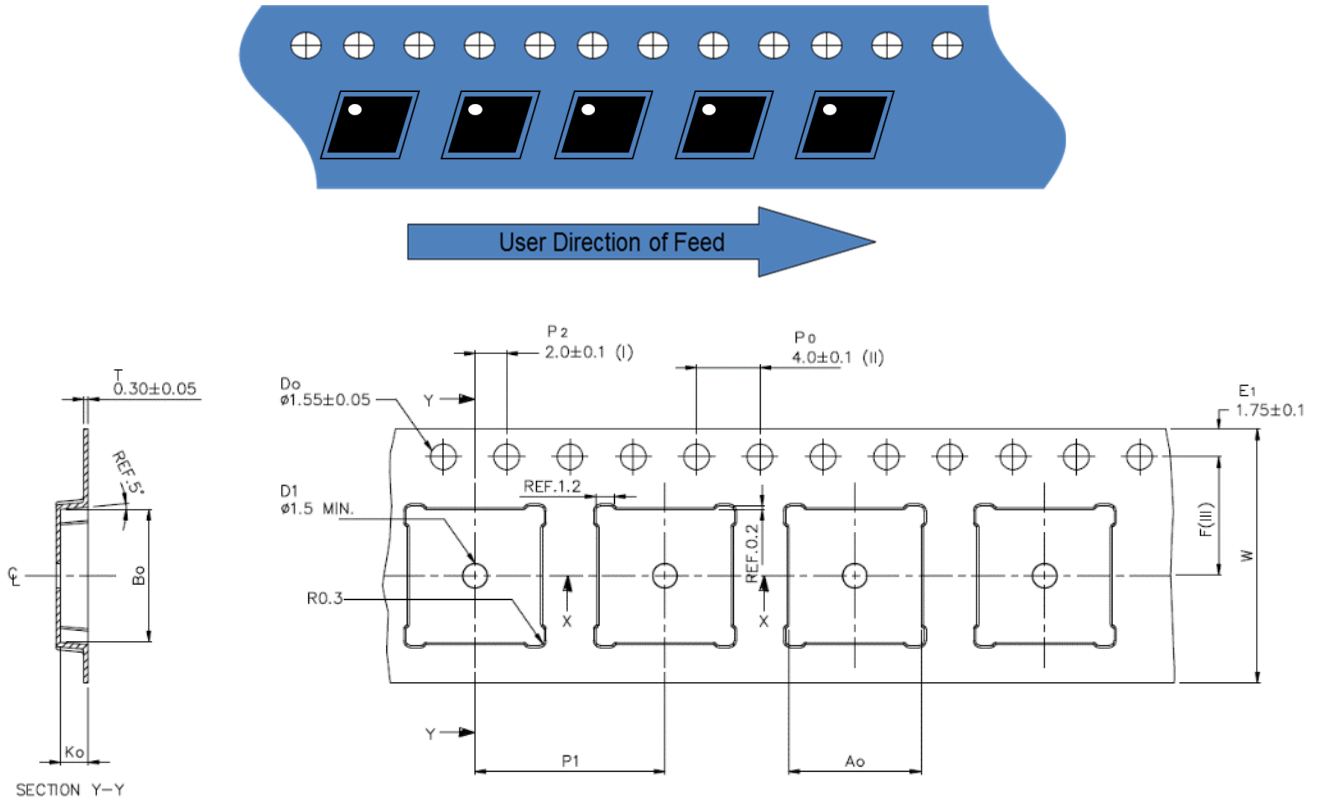 User Direction of Feed
P2
2.0±0.1 (I)
Po
4.0±0.1 (II)
T
0.30±0.05
Do
ø1.55±0.05
Y
E1
1.75±0.1
REF.5°
REF.1.2
D1
ø1.5 MIN.
REF.0.2
F(III)
W
Bo
℄
R0.3
X
X
Y
Ko
P1
Ao
SECTION Y-Y